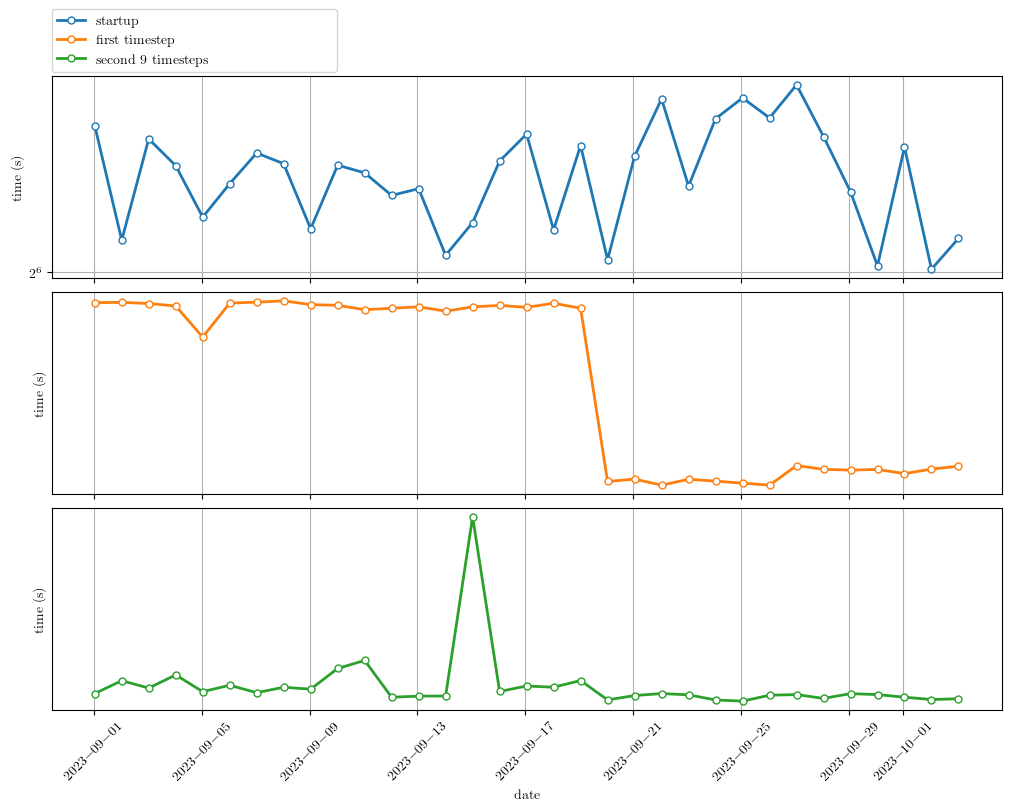 startup
first timestep
second 9 timesteps
time (s)
2⁶
time (s)
time (s)
2023−09−01
2023−09−05
2023−09−09
2023−09−13
2023−09−17
2023−09−21
2023−09−25
2023−09−29
2023−10−01
date